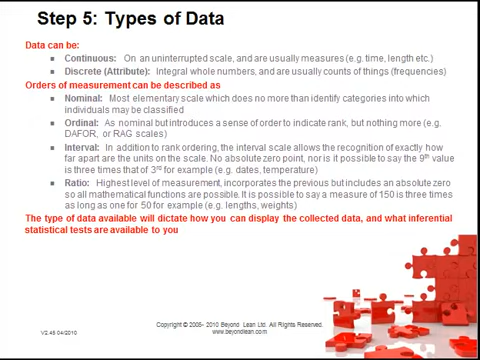 Step 5: Types of Data
Data can be:
▪ Continuous: On an uninterrupted scale, and are usually measures (e.g. time, length etc.)
▪ Discrete (Attribute): Integral whole numbers, and are usually counts of things (frequencies)
Orders of measurement can be described as
▪ Nominal: Most elementary scale which does no more than identify categories into which
individuals may be classified
▪ Ordinal: As nominal but introduces a sense of order to indicate rank, but nothing more (e.g.
DAFOR, or RAG scales)
▪ Interval: In addition to rank ordering, the interval scale allows the recognition of exactly how
far apart are the units on the scale. No absolute zero point, nor is it possible to say the 9th value
is three times that of 3rd for example (e.g. dates, temperature)
▪ Ratio: Highest level of measurement, incorporates the previous but includes an absolute zero
so all mathematical functions are possible. It is possible to say a measure of 150 is three times
as long as one for 50 for example (e.g. lengths, weights)
The type of data available will dictate how you can display the collected data, and what inferential
statistical tests are available to you
V2.45 04/2010
Copyright © 2005- 2010 Beyond Lean Ltd. All Rights Reserved.
www.beyondlean.com